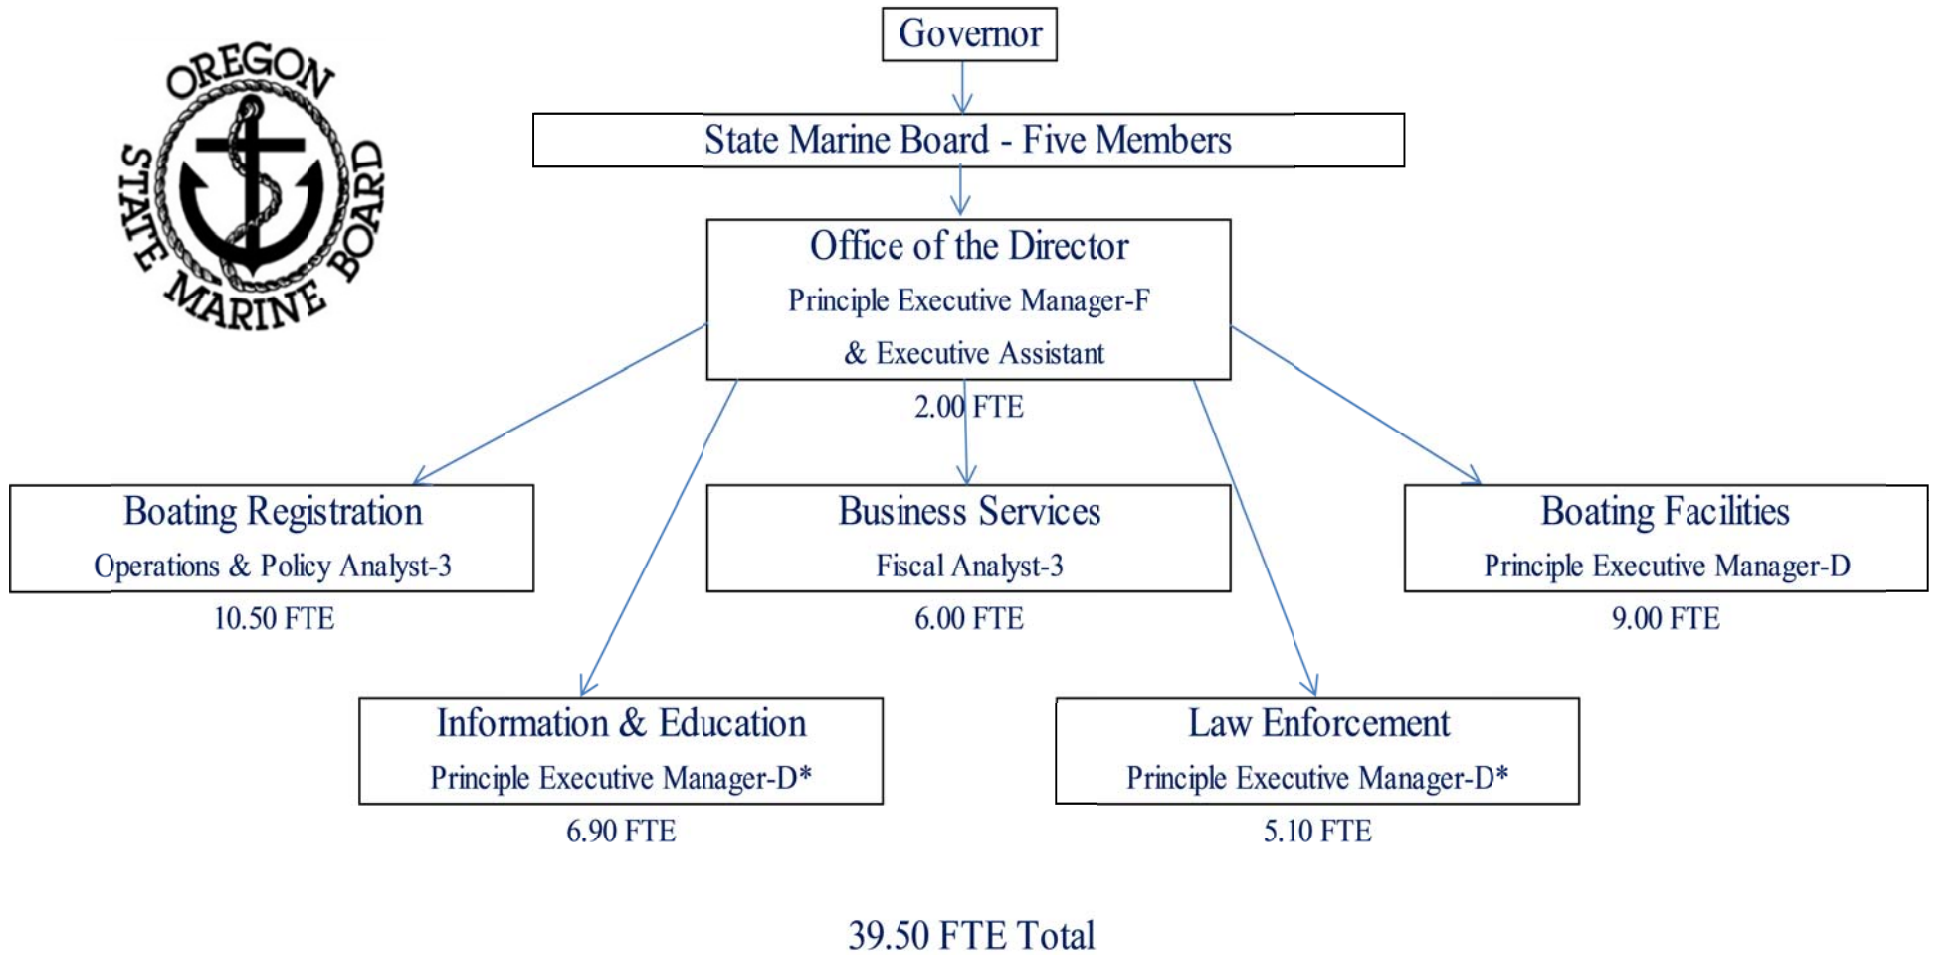 OREGON
STATE MARINE BOARD
Governor
State Marine Board - Five Members
Office of the Director
Principle Executive Manager-F
& Executive Assistant
2.00 FTE
Boating Registration
Operations & Policy Analyst-3
10.50 FTE
Business Services
Fiscal Analyst-3
6.00 FTE
Boating Facilities
Principle Executive Manager-D
9.00 FTE
Information & Education
Principle Executive Manager-D*
6.90 FTE
Law Enforcement
Principle Executive Manager-D*
5.10 FTE
39.50 FTE Total